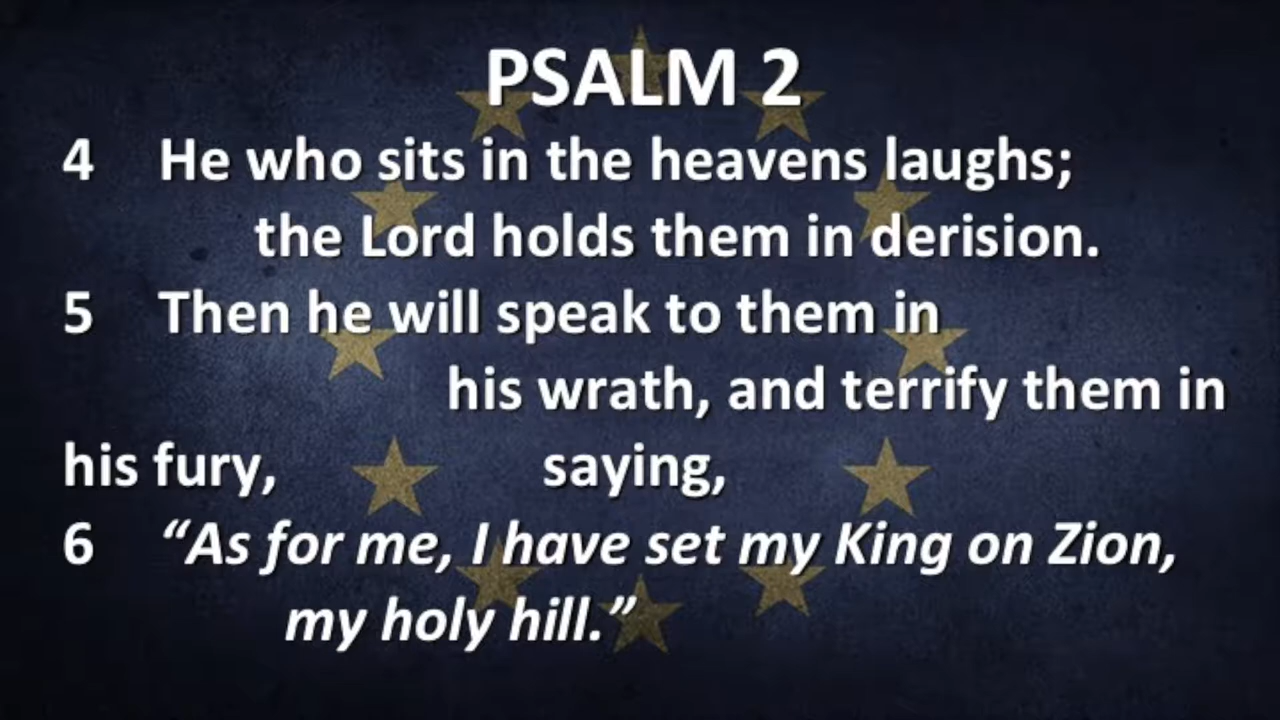 PSALM 2
4 He who sits in the heavens laughs;
the Lord holds them in derision.
5 Then he will speak to them in
his wrath, and terrify them in
his fury, saying,
6 “As for me, I have set my King on Zion,
my holy hill.”